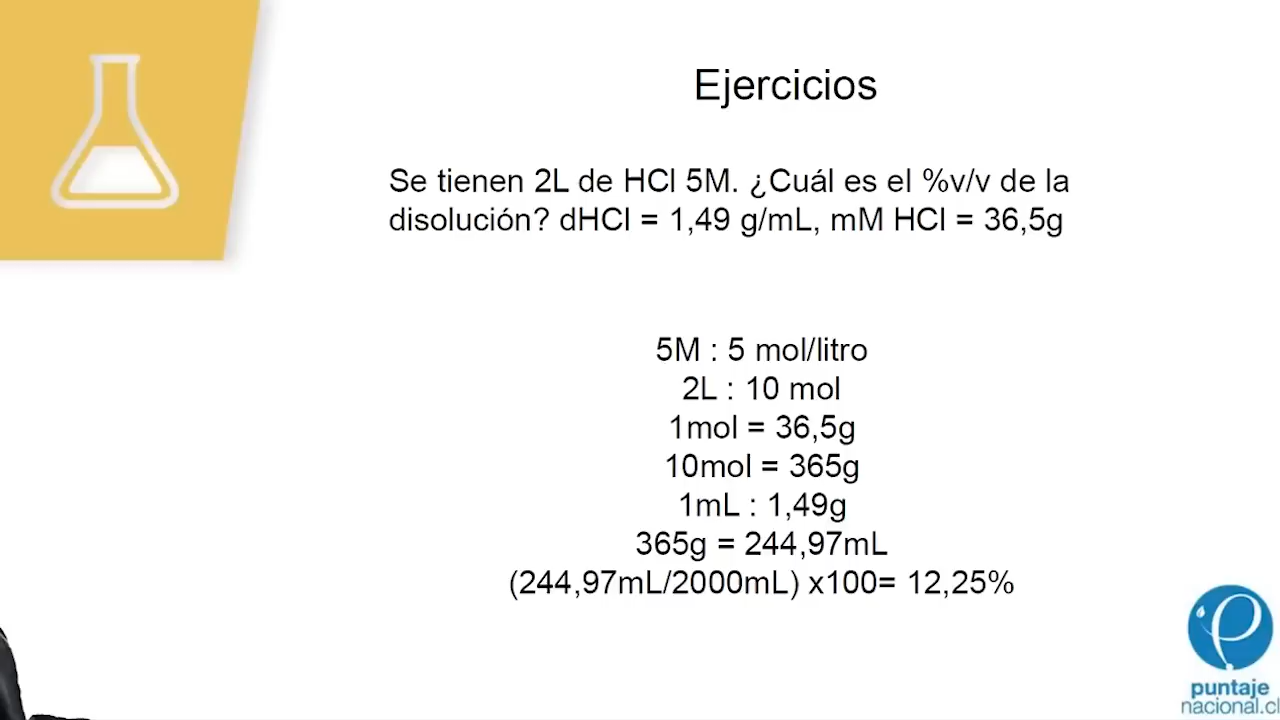 Ejercicios
Se tienen 2L de HCl 5M. ¿Cuál es el %v/v de la
disolución? dHCl = 1,49 g/mL, mM HCl = 36,5g
5M : 5 mol/litro
2L : 10 mol
1mol = 36,5g
10mol = 365g
1mL : 1,49g
365g = 244,97mL
(244,97mL/2000mL) x100= 12,25%
puntaje
nacional.cl